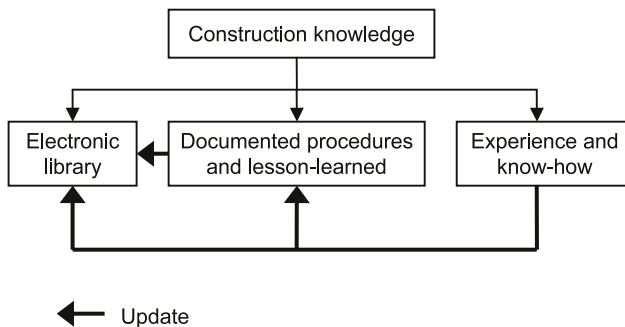 Construction knowledge
Electronic
library
Documented procedures
and lesson-learned
Experience and
know-how
Update